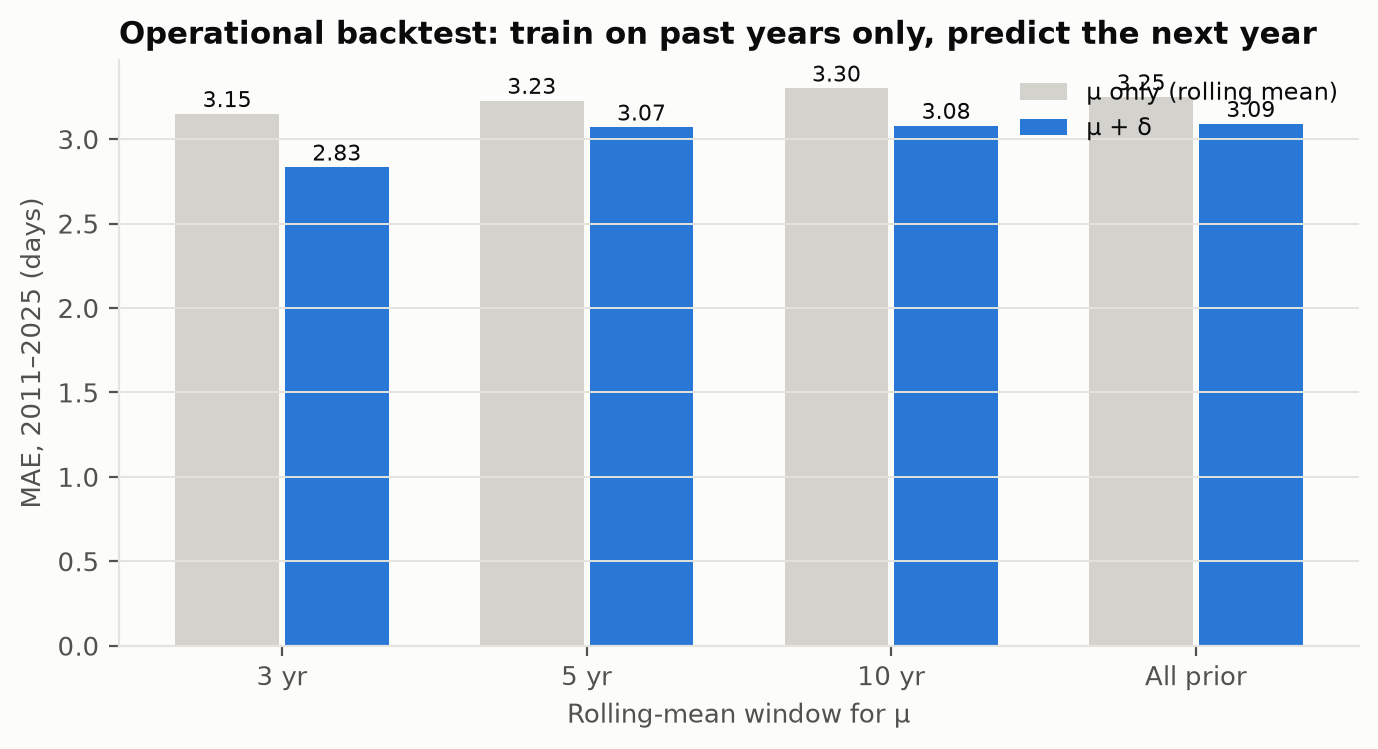 Operational backtest: train on past years only, predict the next year
MAE, 2011–2025 (days)
3.0
2.5
2.0
1.5
1.0
0.5
0.0
3.15
2.83
3.23
3.07
3.30
3.08
3.25
3.09
μ only (rolling mean)
μ + δ
3 yr
5 yr
10 yr
All prior
Rolling-mean window for μ